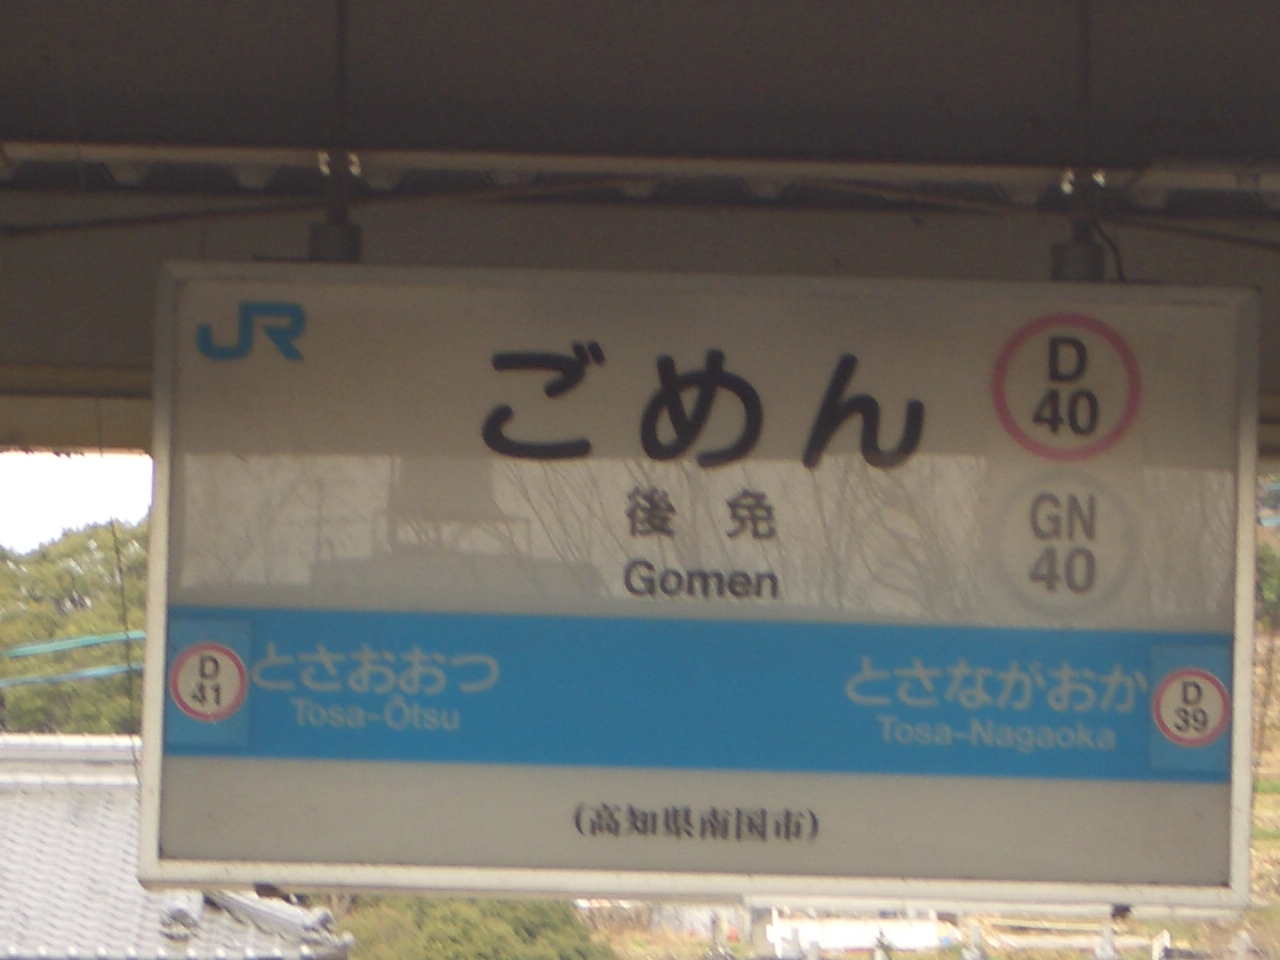 JR
ごめん
D
40
後免
GN
40
Gomen
D
41
とさおおつ
Tosa-Ōtsu
とさながおか
Tosa-Nagaoka
D
39
(高知県南国市)